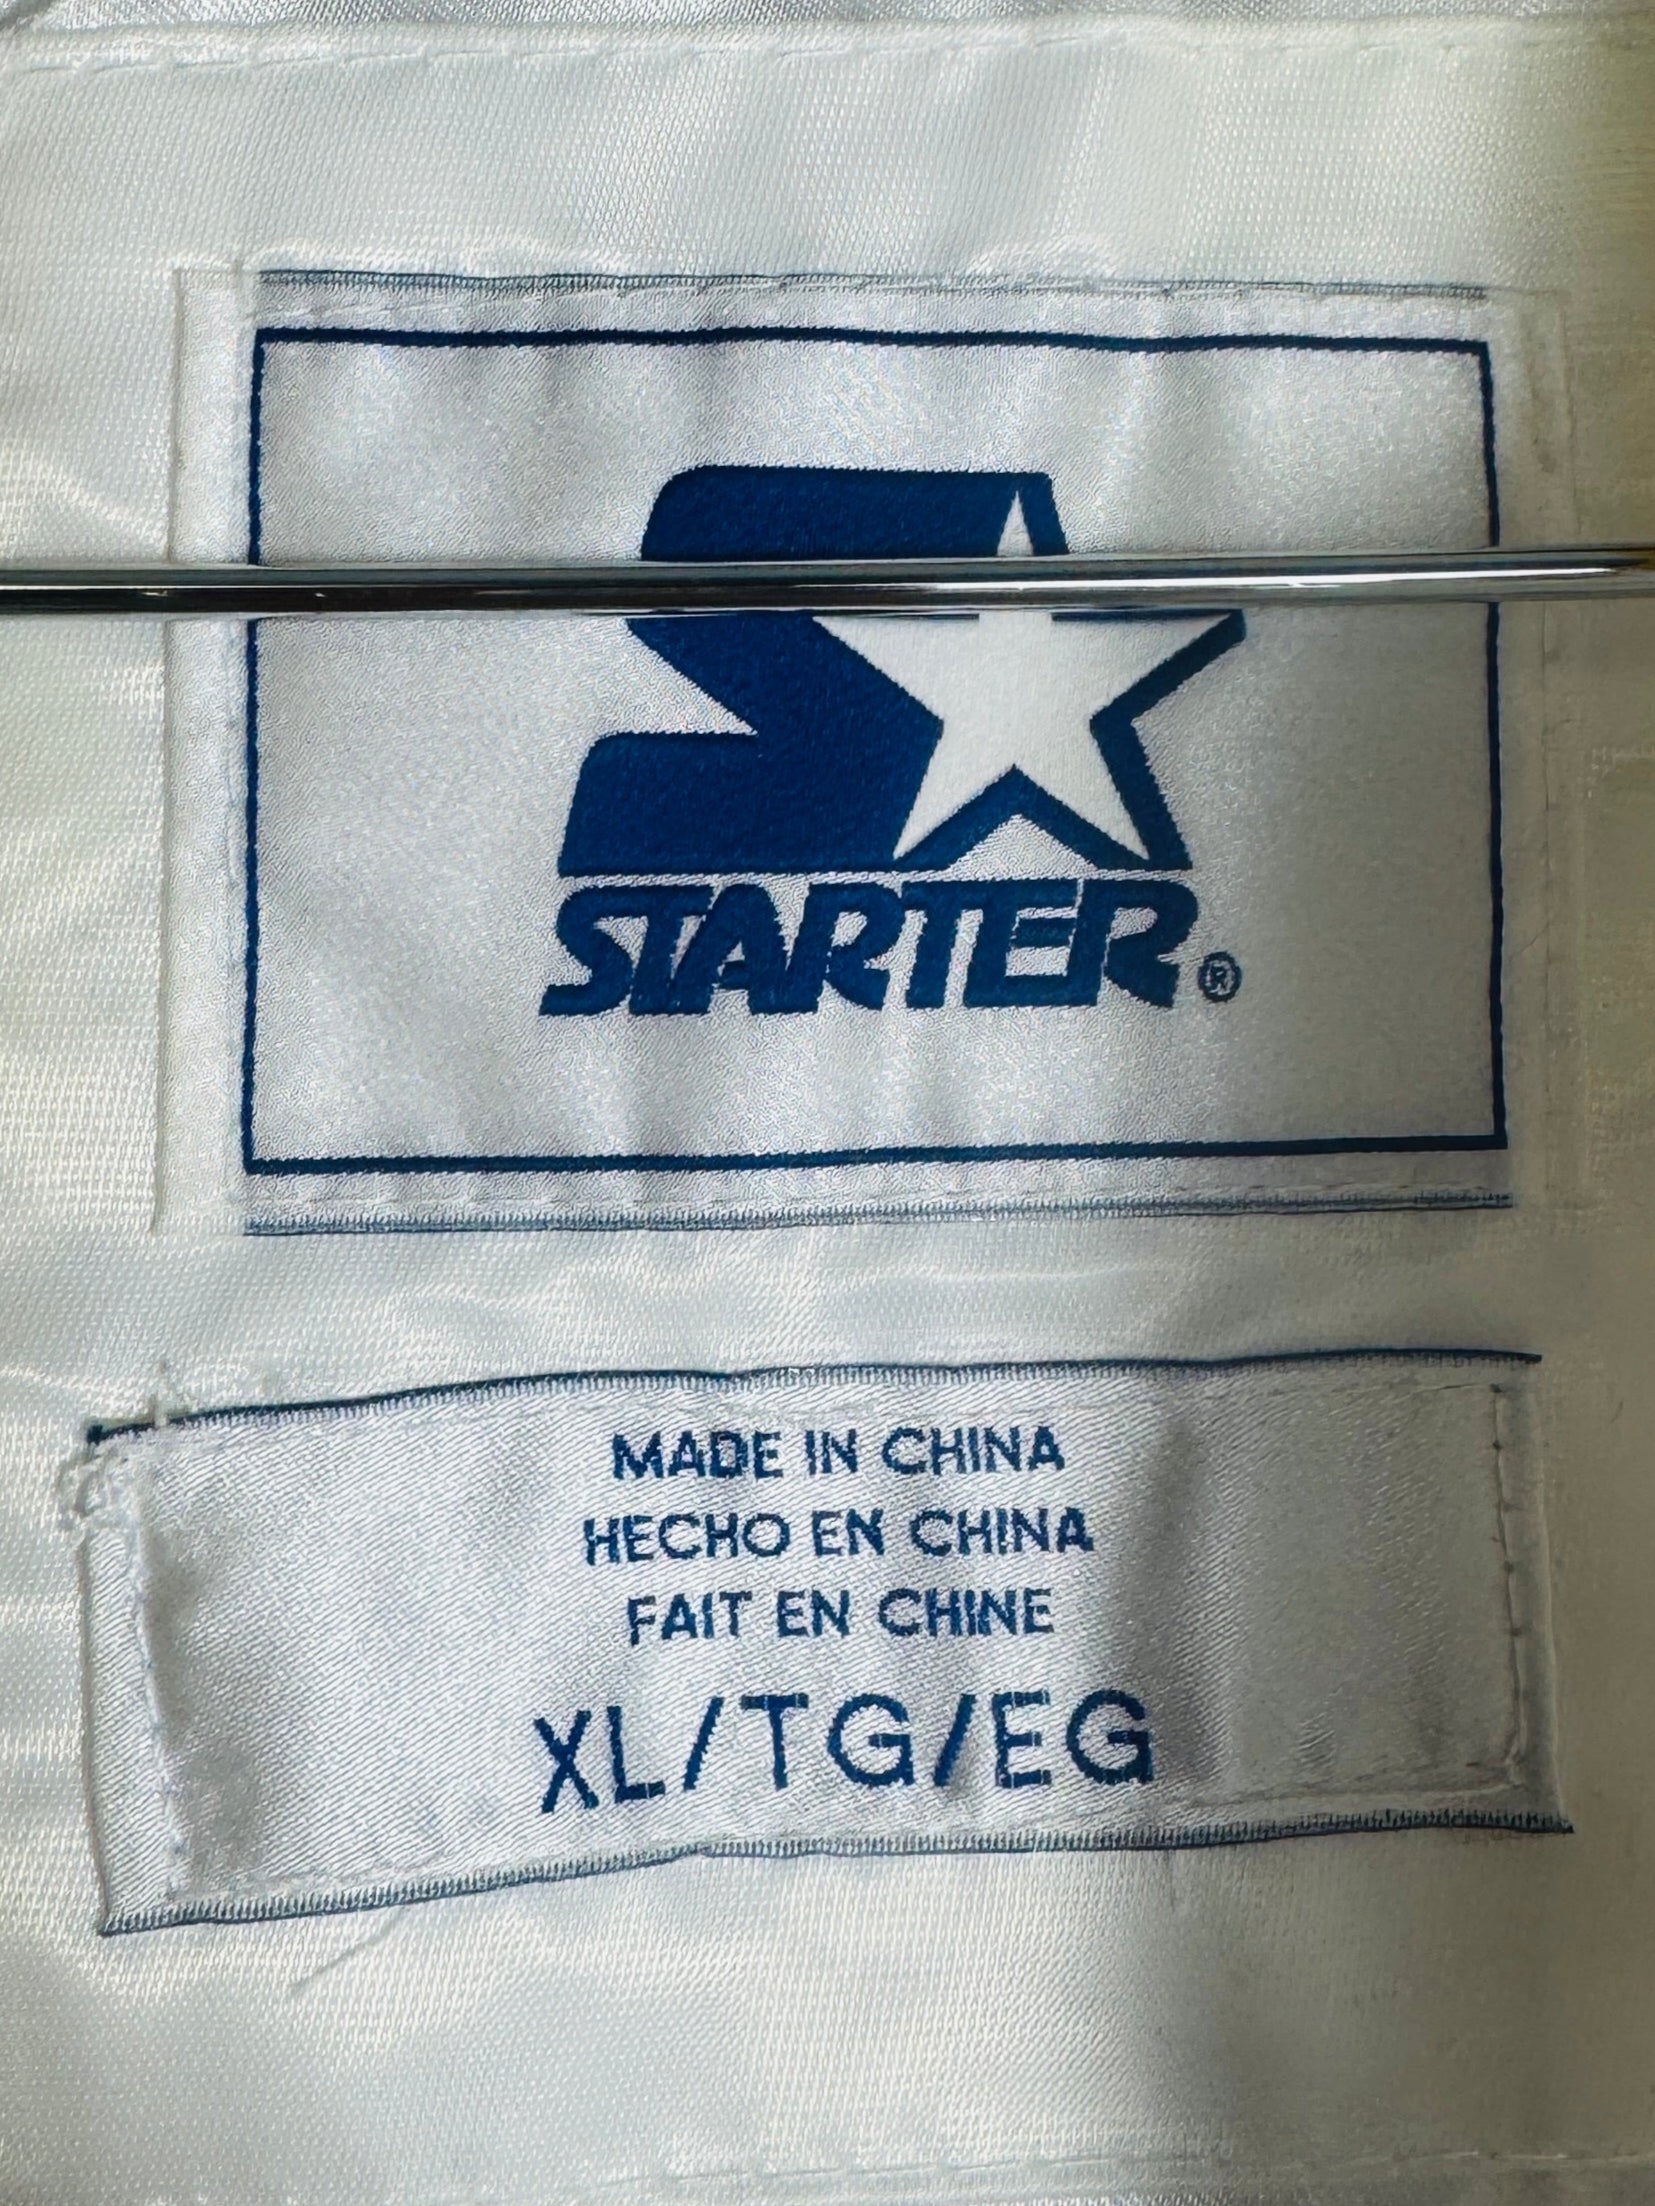 STARTER®
MADE IN CHINA
HECHO EN CHINA
FAIT EN CHINE
XL/TG/EG